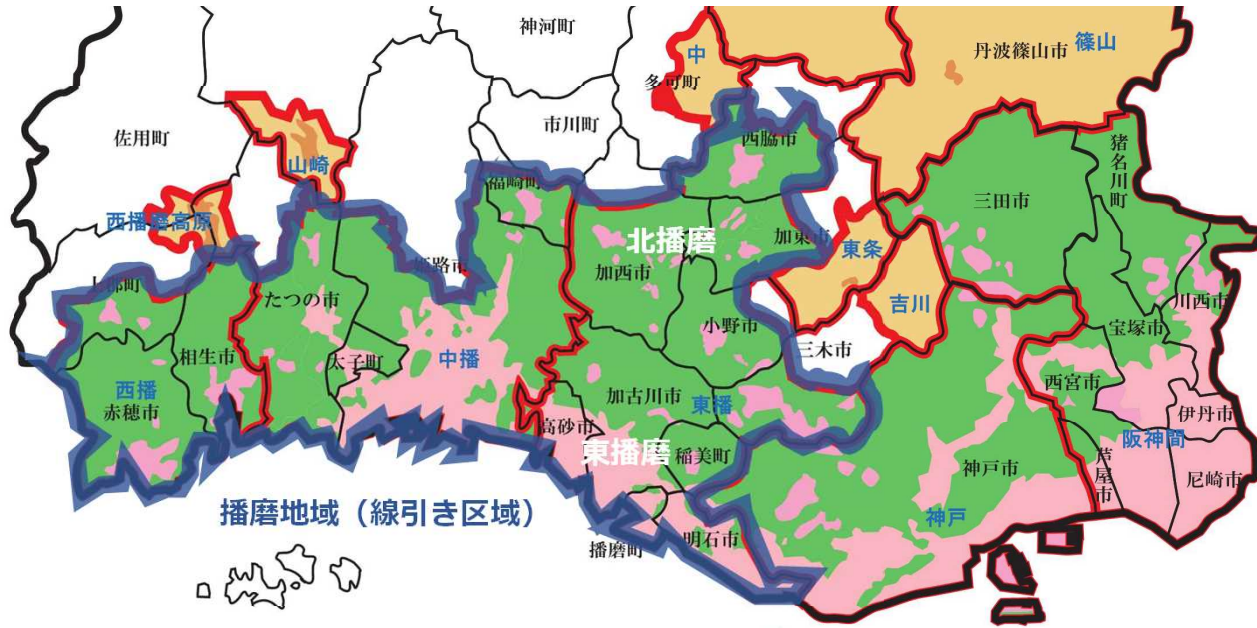 神河町
中
多可町
丹波篠山市
篠山
佐用町
市川町
西脇市
猪名川町
山崎
福崎町
三田市
西播磨高原
北播磨
加東市
東条
上郡町
姫路市
加西市
たつの市
吉川
川西市
小野市
宝塚市
相生市
太子町
中播
三木市
西播
赤穂市
加古川市
東播
西宮市
伊丹市
高砂市
東播磨
稲美町
阪神間
芦屋市
神戸市
尼崎市
播磨地域（線引き区域）
神戸
播磨町
明石市